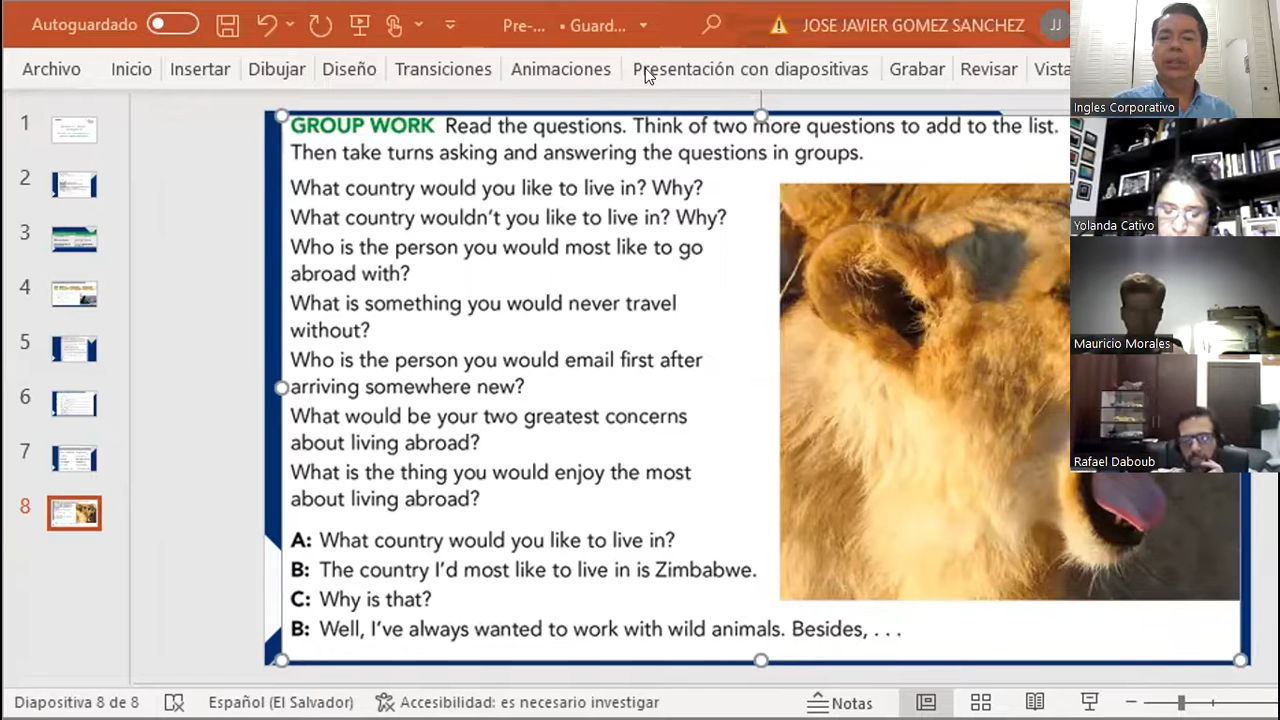 Autoguardado
Pre-... • Guard...
JOSE JAVIER GOMEZ SANCHEZ
JJ
Archivo Inicio Insertar Dibujar Diseño Transiciones Animaciones Presentación con diapositivas Grabar Revisar Vista
Ingles Corporativo
Yolanda Cativo
Mauricio Morales
Rafael Daboub
1
2
3
4
5
6
7
8
GROUP WORK Read the questions. Think of two more questions to add to the list.
Then take turns asking and answering the questions in groups.
What country would you like to live in? Why?
What country wouldn't you like to live in? Why?
Who is the person you would most like to go
abroad with?
What is something you would never travel
without?
Who is the person you would email first after
arriving somewhere new?
What would be your two greatest concerns
about living abroad?
What is the thing you would enjoy the most
about living abroad?
A: What country would you like to live in?
B: The country I'd most like to live in is Zimbabwe.
C: Why is that?
B: Well, I've always wanted to work with wild animals. Besides, . . .
Diapositiva 8 de 8 Español (El Salvador) Accesibilidad: es necesario investigar Notas